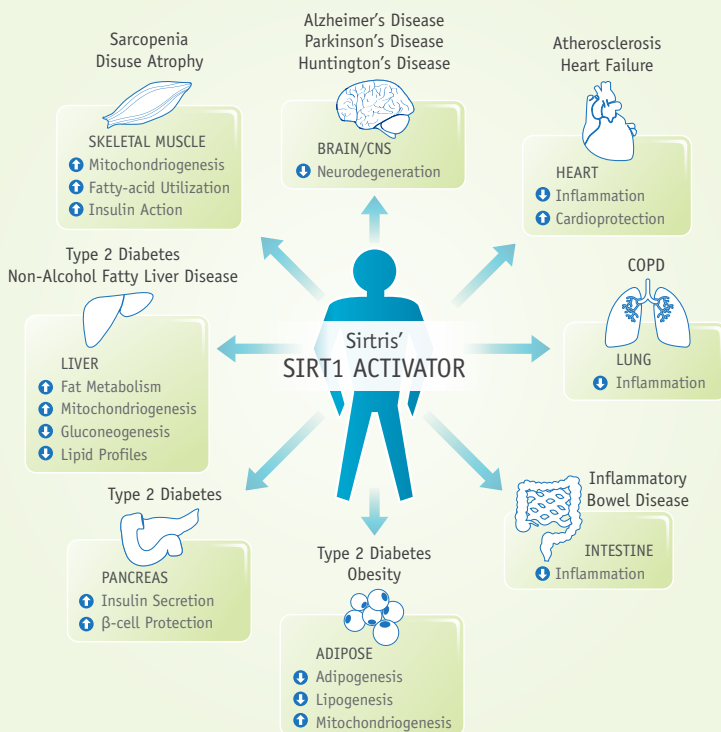 Sarcopenia
Disuse Atrophy
SKELETAL MUSCLE
Mitochondriogenesis
Fatty-acid Utilization
Insulin Action
Alzheimer's Disease
Parkinson's Disease
Huntington's Disease
BRAIN/CNS
Neurodegeneration
Atherosclerosis
Heart Failure
HEART
Inflammation
Cardioprotection
Type 2 Diabetes
Non-Alcohol Fatty Liver Disease
LIVER
Fat Metabolism
Mitochondriogenesis
Gluconeogenesis
Lipid Profiles
Sirtris'
SIRT1 ACTIVATOR
COPD
LUNG
Inflammation
Type 2 Diabetes
PANCREAS
Insulin Secretion
β-cell Protection
Type 2 Diabetes
Obesity
ADIPOSE
Adipogenesis
Lipogenesis
Mitochondriogenesis
Inflammatory
Bowel Disease
INTESTINE
Inflammation